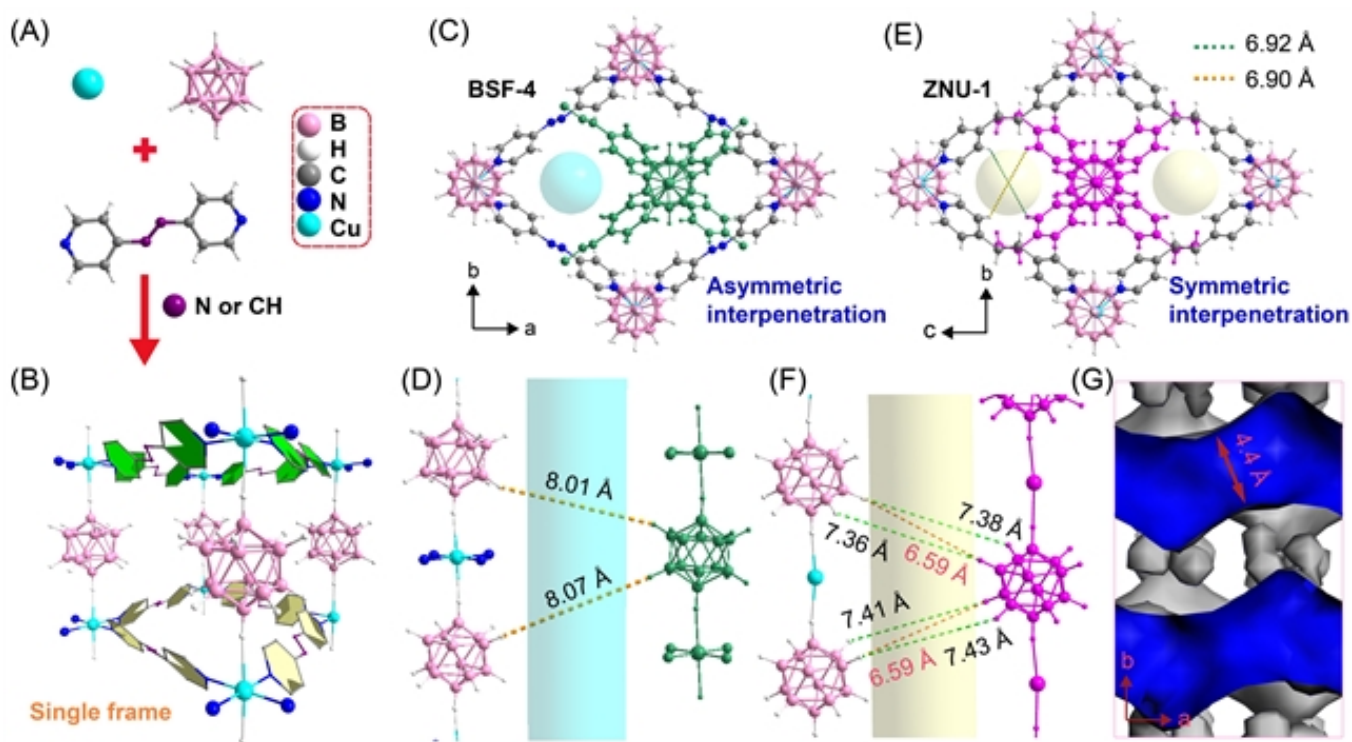 (A)
B
H
C
N
Cu
N or CH
(B)
Single frame
(C)
BSF-4
b
a
Asymmetric
interpenetration
(D)
8.01 Å
8.07 Å
(E)
6.92 Å
6.90 Å
ZNU-1
b
c
Symmetric
interpenetration
(F)
7.38 Å
7.36 Å
6.59 Å
7.41 Å
7.43 Å
6.59 Å
(G)
4.4 Å
b
a